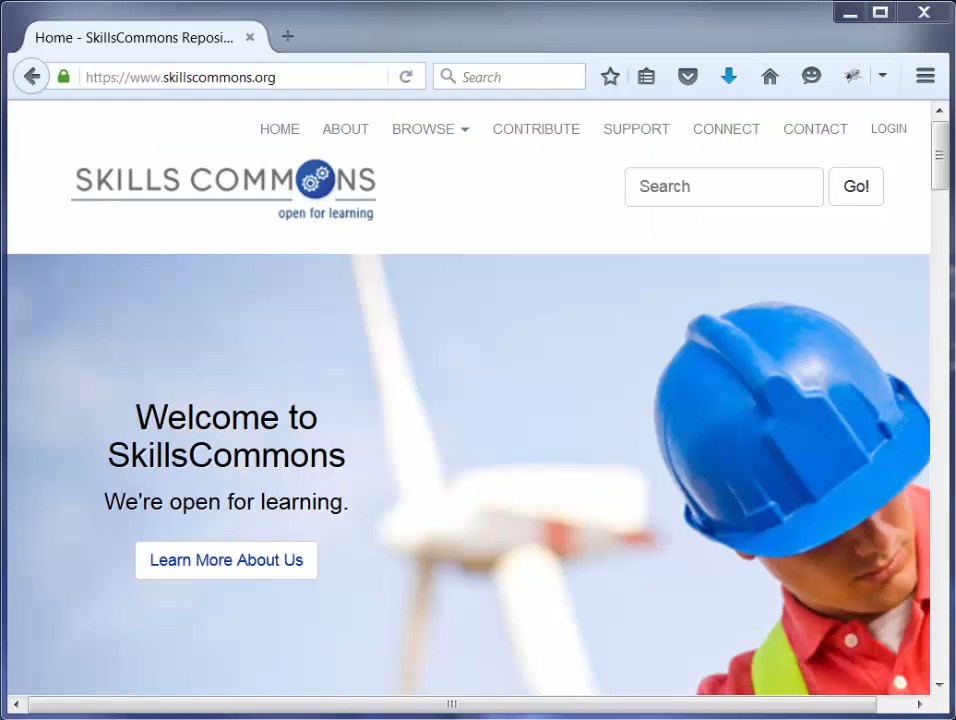 Home - SkillsCommons Reposi...
https://www.skillscommons.org
Search
HOME ABOUT BROWSE CONTRIBUTE SUPPORT CONNECT CONTACT LOGIN
SKILLS COMMONS
open for learning
Search
Go!
Welcome to
SkillsCommons
We're open for learning.
Learn More About Us